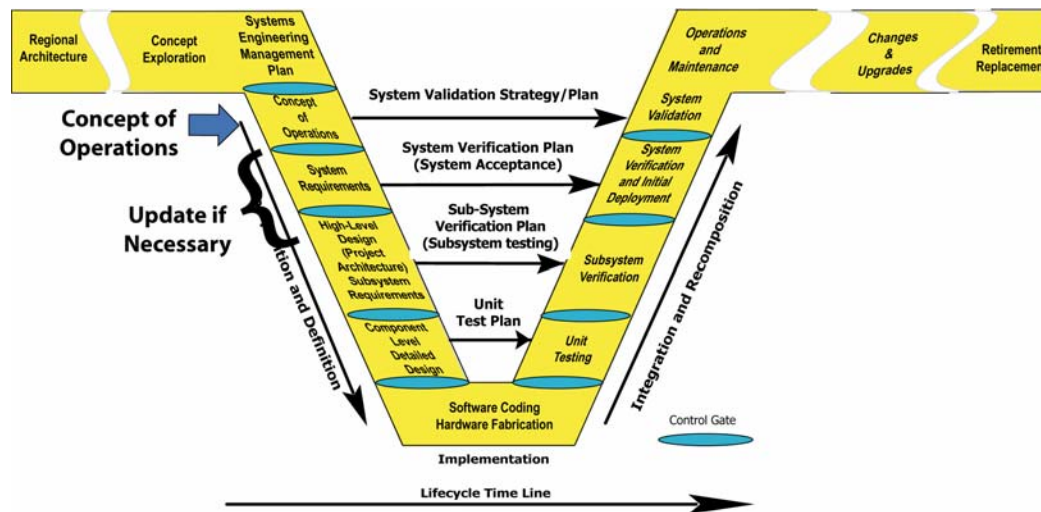 Regional
Architecture
Concept
Exploration
Systems
Engineering
Management
Plan
Operations
and
Maintenance
Changes
&
Upgrades
Retirement
Replacement
Concept of
Operations
Concept
of
Operations
System Validation Strategy/Plan
System
Validation
System
Requirements
System Verification Plan
(System Acceptance)
System
Verification
and Initial
Deployment
Update if
Necessary
High-Level
Design
(Project
Architecture)
Subsystem
Requirements
Sub-System
Verification Plan
(Subsystem testing)
Subsystem
Verification
and Definition
Integration and Recomposition
Component
Level
Detailed
Design
Unit
Test Plan
Unit
Testing
Software Coding
Hardware Fabrication
Control Gate
Implementation
Lifecycle Time Line